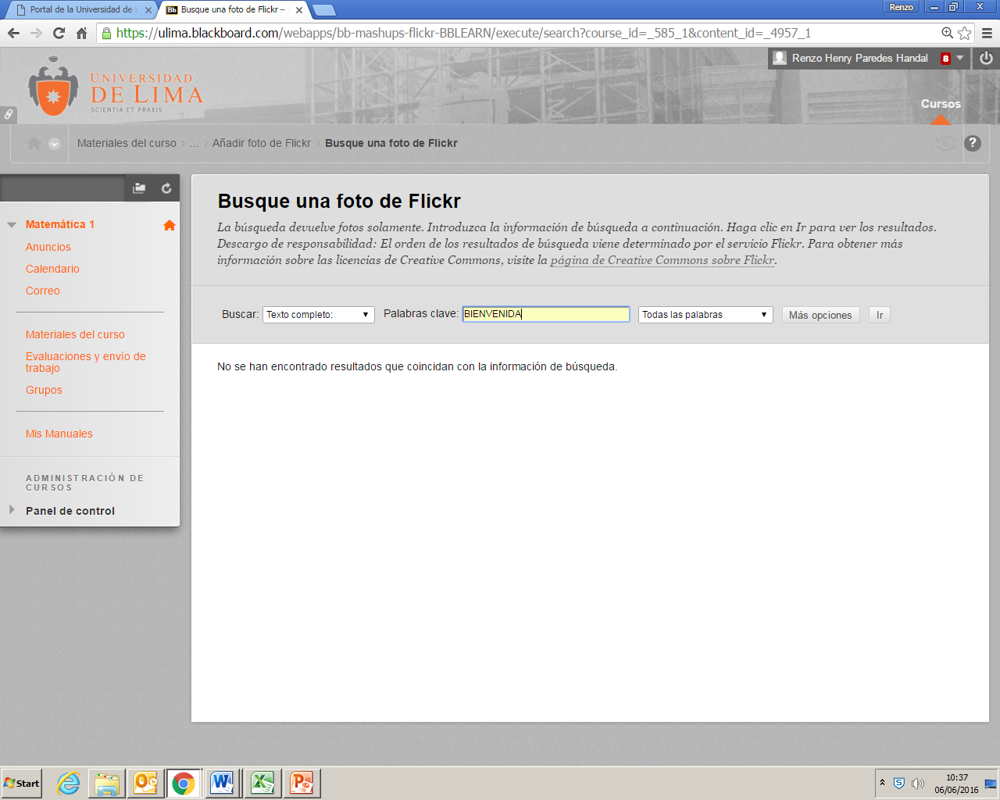 Portal de la Universidad de
Busque una foto de Flickr –
Renzo
https://ulima.blackboard.com/webapps/bb-mashups-flickr-BBLEARN/execute/search?course_id=_585_1&content_id=_4957_1
Renzo Henry Paredes Handal 8
UNIVERSIDAD
DE LIMA
SCIENTIA ET PRAXIS
Cursos
Materiales del curso › ... › Añadir foto de Flickr › Busque una foto de Flickr
?
Busque una foto de Flickr
La búsqueda devuelve fotos solamente. Introduzca la información de búsqueda a continuación. Haga clic en Ir para ver los resultados.
Descargo de responsabilidad: El orden de los resultados de búsqueda viene determinado por el servicio Flickr. Para obtener más
información sobre las licencias de Creative Commons, visite la página de Creative Commons sobre Flickr.
Buscar: Texto completo: Palabras clave: BIENVENIDA Todas las palabras Más opciones Ir
No se han encontrado resultados que coincidan con la información de búsqueda.
Matemática 1
Anuncios
Calendario
Correo
Materiales del curso
Evaluaciones y envío de
trabajo
Grupos
Mis Manuales
ADMINISTRACIÓN DE
CURSOS
Panel de control
Start
10:37
06/06/2016